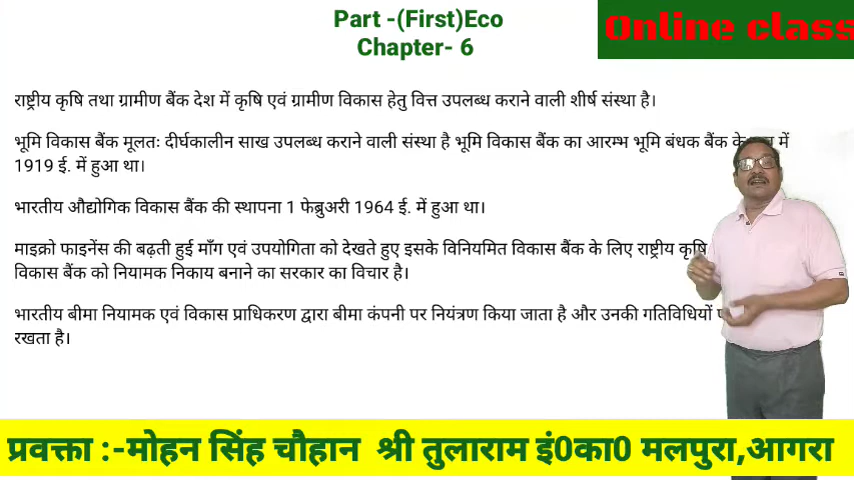 Part -(First)Eco
Chapter- 6
Online class
राष्ट्रीय कृषि तथा ग्रामीण बैंक देश में कृषि एवं ग्रामीण विकास हेतु वित्त उपलब्ध कराने वाली शीर्ष संस्था है।
भूमि विकास बैंक मूलतः दीर्घकालीन साख उपलब्ध कराने वाली संस्था है भूमि विकास बैंक का आरम्भ भूमि बंधक बैंक के में
1919 ई. में हुआ था।
भारतीय औद्योगिक विकास बैंक की स्थापना 1 फेब्रुअरी 1964 ई. में हुआ था।
माइक्रो फाइनेंस की बढ़ती हुई माँग एवं उपयोगिता को देखते हुए इसके विनियमित विकास बैंक के लिए राष्ट्रीय कृषि
विकास बैंक को नियामक निकाय बनाने का सरकार का विचार है।
भारतीय बीमा नियामक एवं विकास प्राधिकरण द्वारा बीमा कंपनी पर नियंत्रण किया जाता है और उनकी गतिविधियों
रखता है।
प्रवक्ता :-मोहन सिंह चौहान श्री तुलाराम इं0का0 मलपुरा,आगरा